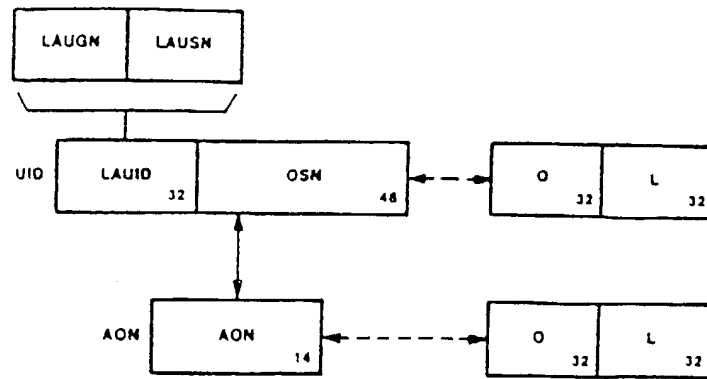 LAUGN LAUSN
UID LAUID 32 OSN 48 O 32 L 32
AON AON 14 O 32 L 32